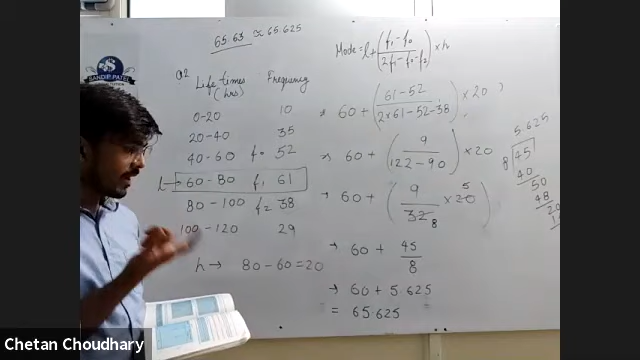 65.63 ≈ 65.625
Mode = l + (f₁ - f₀ / 2f₁ - f₀ - f₂) × h
SANDIP PATEL
Q2 Life times (hrs) Frequency
0-20 10
20-40 35
40-60 f₀ 52
l → 60-80 f₁ 61
80-100 f₂ 38
100-120 29
h → 80-60=20
→ 60 + (61-52 / 2×61-52-38) × 20
→ 60 + (9 / 122-90) × 20
→ 60 + (9 / 32 8 × 20 5)
→ 60 + 45/8
→ 60 + 5.625
= 65.625
5.625
8 45
40
50
48
20
Chetan Choudhary